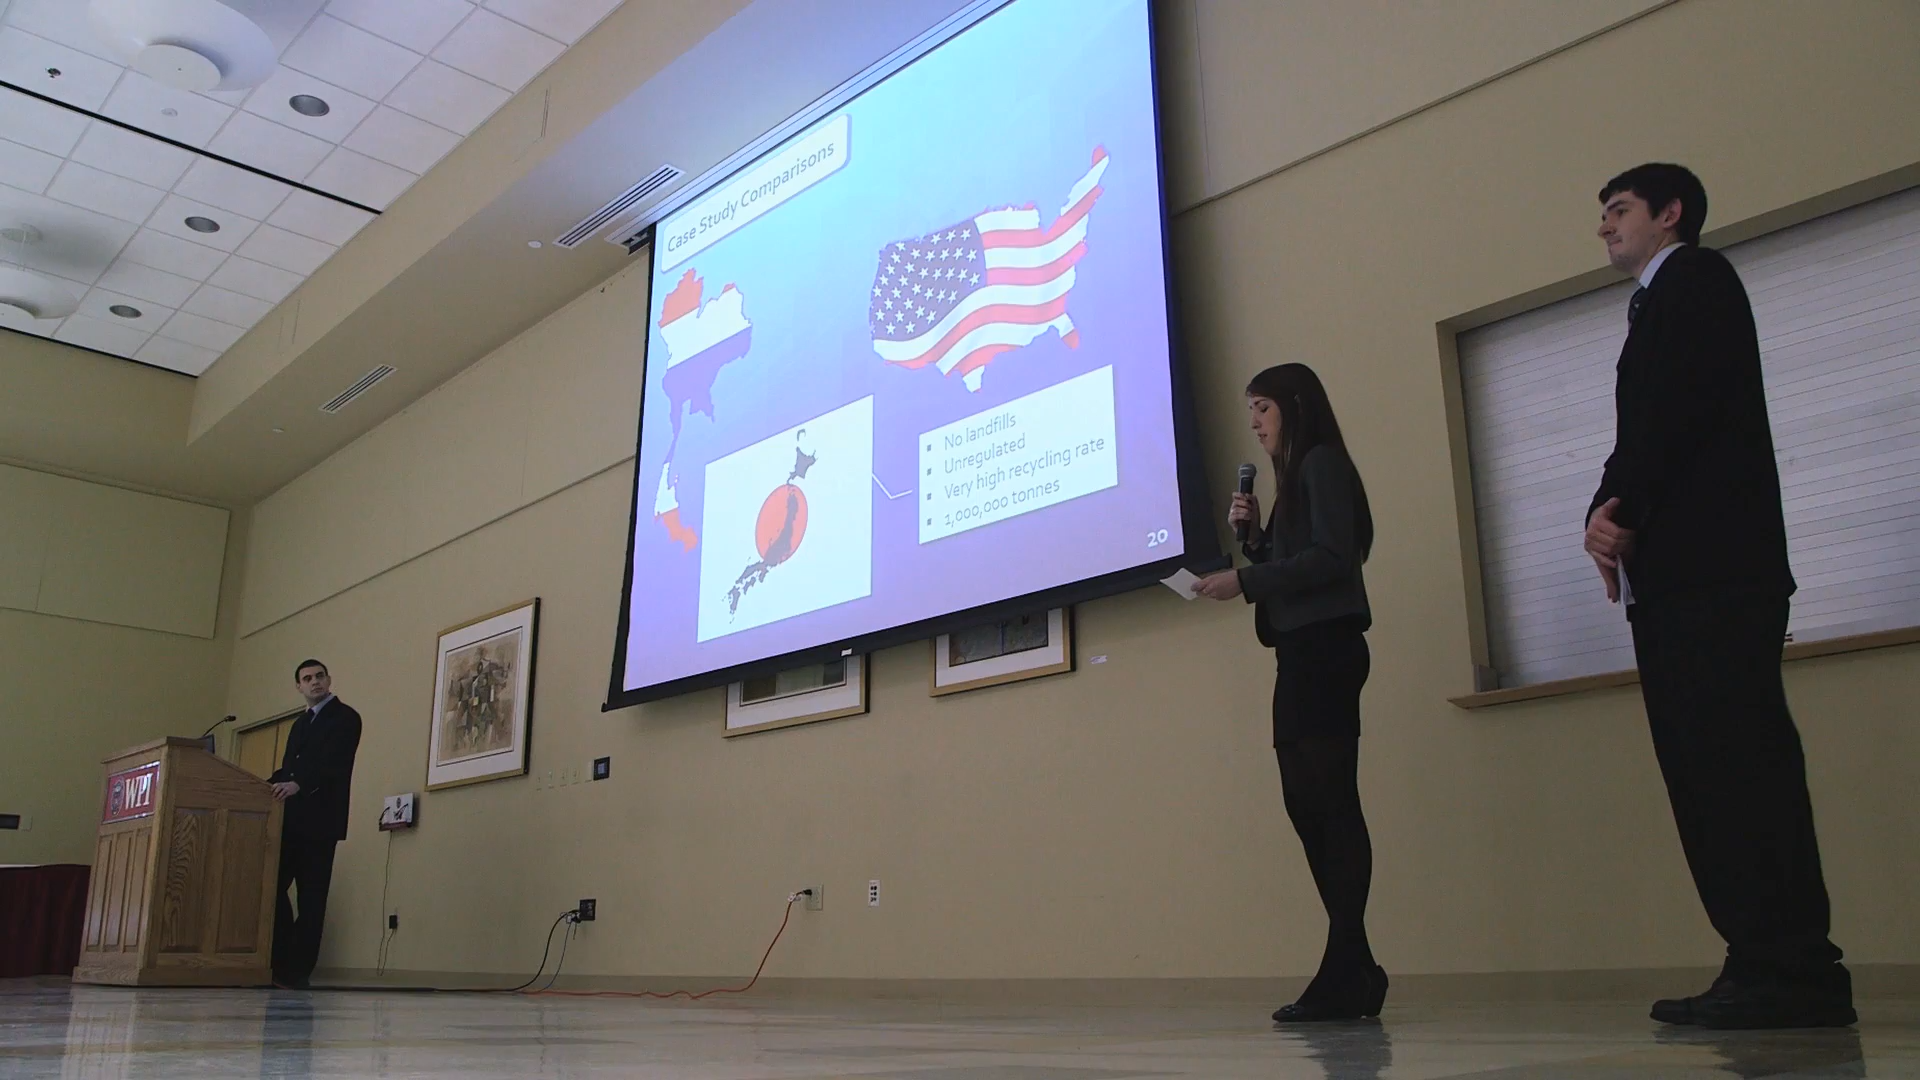 Case Study Comparisons
▪ No landfills
▪ Unregulated
▪ Very high recycling rate
▪ 1,000,000 tonnes
20
WPI